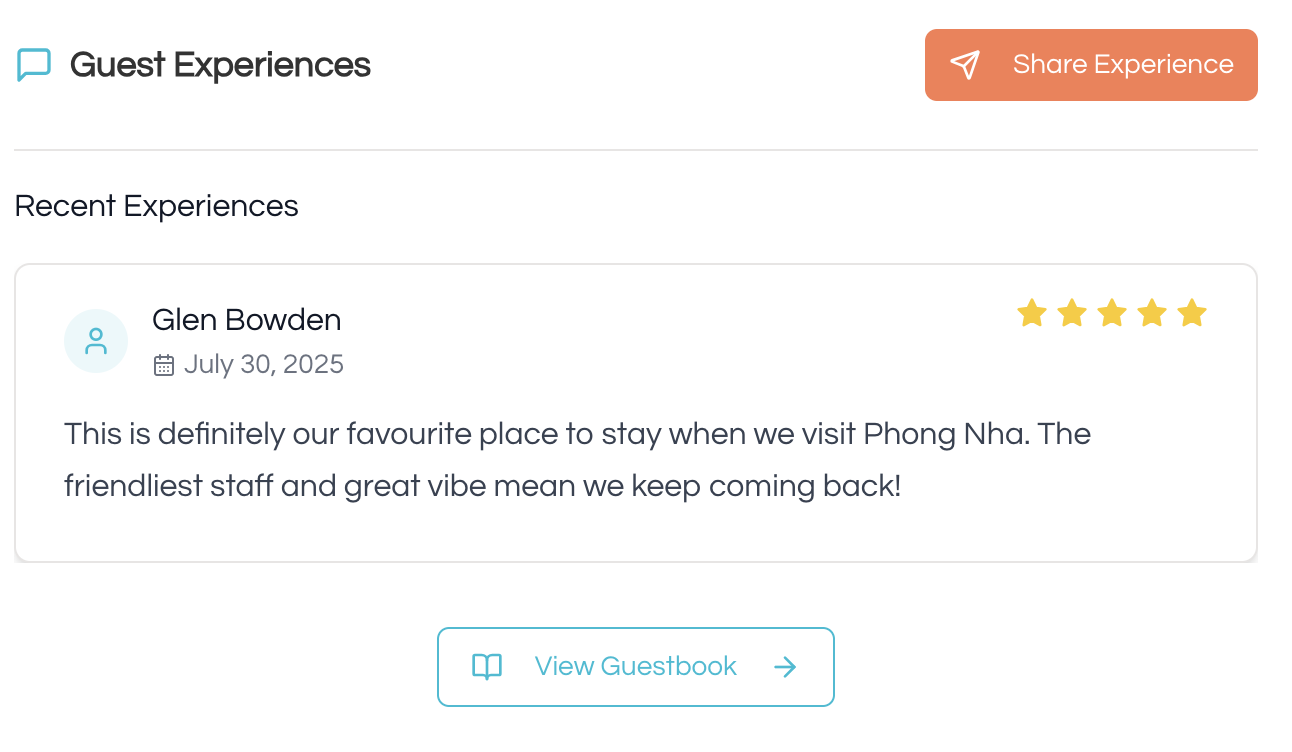 Guest Experiences
Share Experience
Recent Experiences
Glen Bowden
July 30, 2025
This is definitely our favourite place to stay when we visit Phong Nha. The
friendliest staff and great vibe mean we keep coming back!
View Guestbook